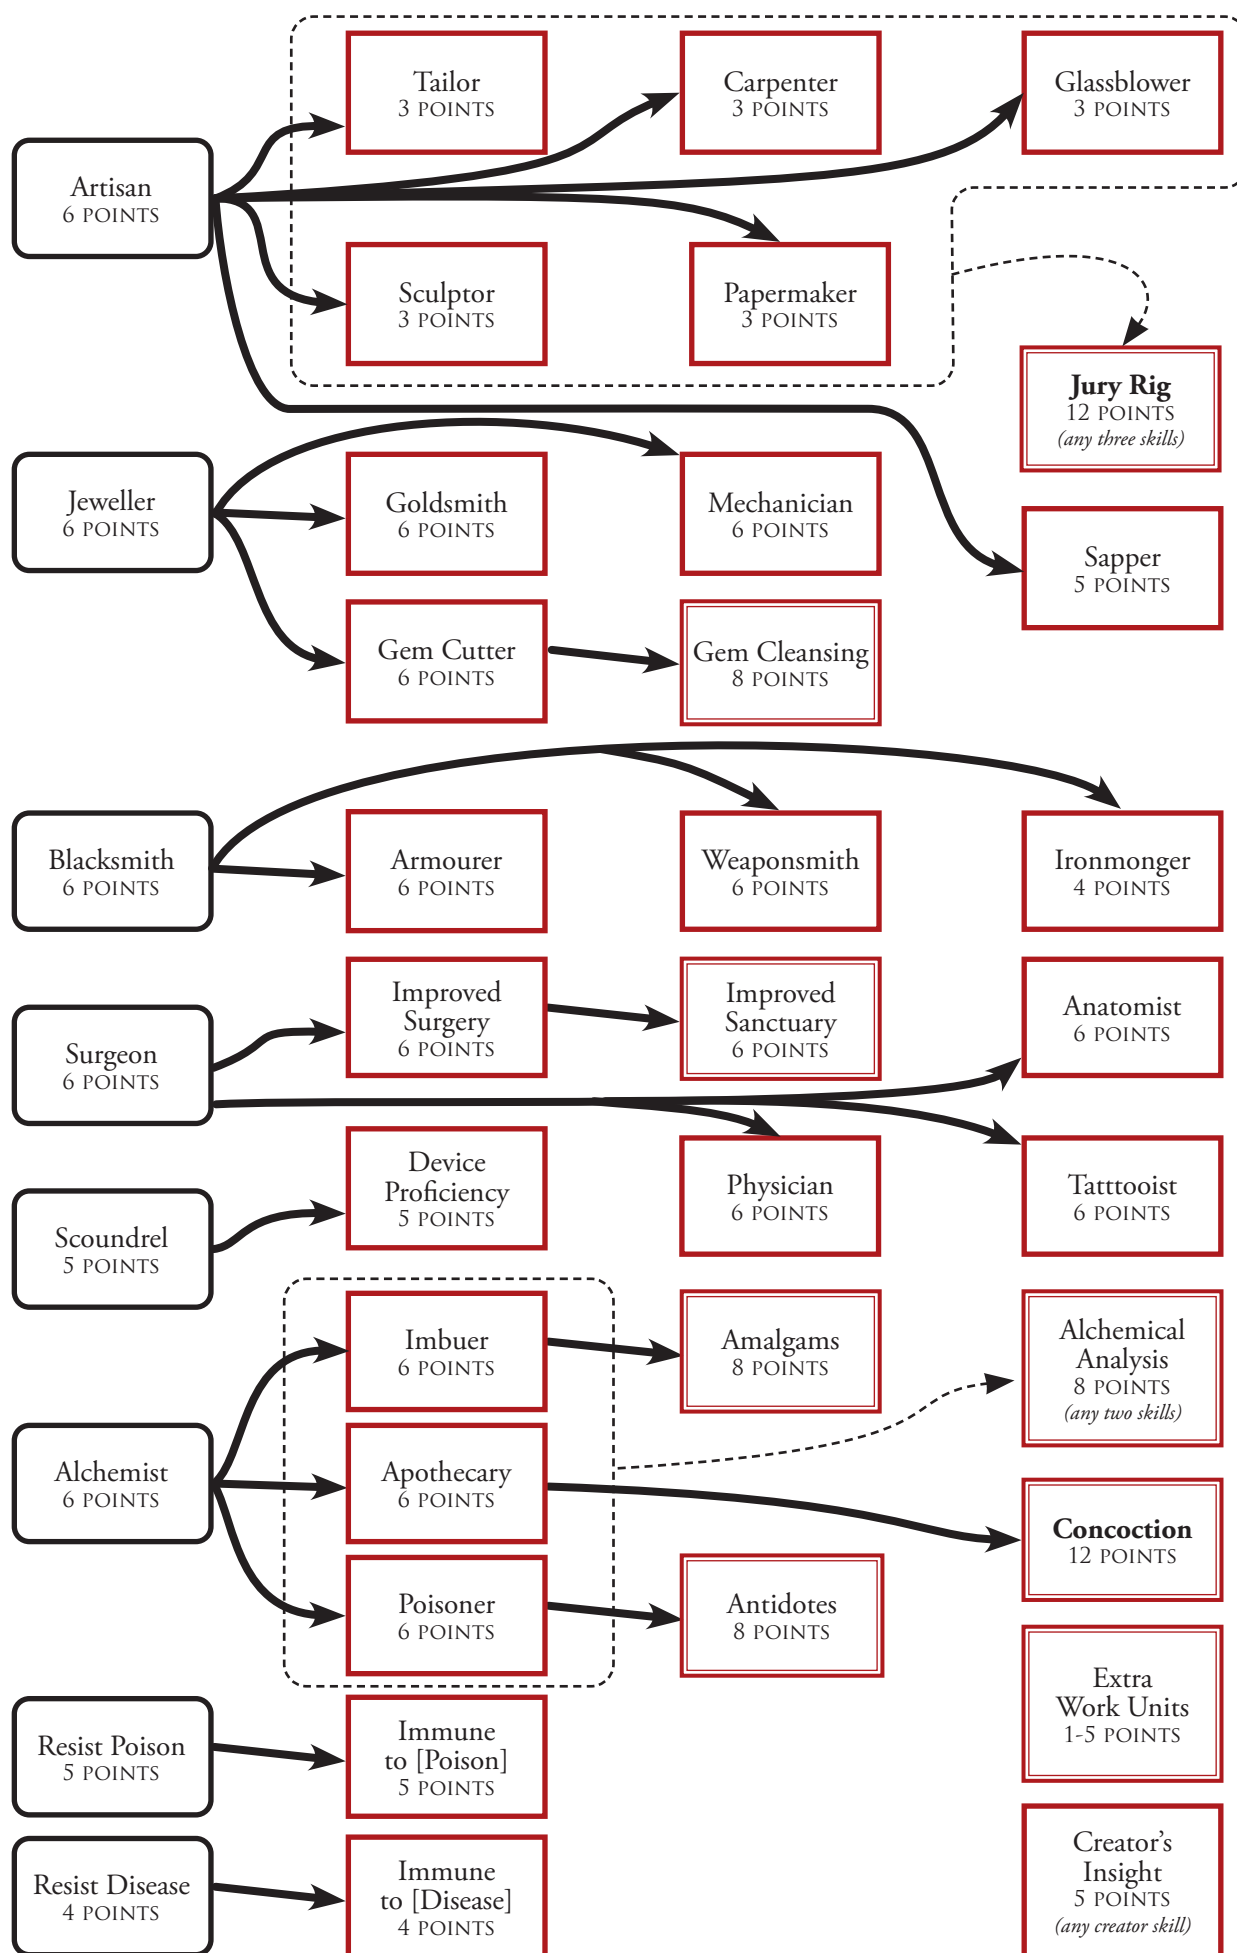 Tailor
3 POINTS
Carpenter
3 POINTS
Glassblower
3 POINTS
Artisan
6 POINTS
Sculptor
3 POINTS
Papermaker
3 POINTS
Jury Rig
12 POINTS
(any three skills)
Jeweller
6 POINTS
Goldsmith
6 POINTS
Mechanician
6 POINTS
Sapper
5 POINTS
Gem Cutter
6 POINTS
Gem Cleansing
8 POINTS
Blacksmith
6 POINTS
Armourer
6 POINTS
Weaponsmith
6 POINTS
Ironmonger
4 POINTS
Surgeon
6 POINTS
Improved
Surgery
6 POINTS
Improved
Sanctuary
6 POINTS
Anatomist
6 POINTS
Scoundrel
5 POINTS
Device
Proficiency
5 POINTS
Physician
6 POINTS
Tatttooist
6 POINTS
Imbuer
6 POINTS
Amalgams
8 POINTS
Alchemical
Analysis
8 POINTS
(any two skills)
Alchemist
6 POINTS
Apothecary
6 POINTS
Concoction
12 POINTS
Poisoner
6 POINTS
Antidotes
8 POINTS
Extra
Work Units
1-5 POINTS
Resist Poison
5 POINTS
Immune
to [Poison]
5 POINTS
Resist Disease
4 POINTS
Immune
to [Disease]
4 POINTS
Creator's
Insight
5 POINTS
(any creator skill)